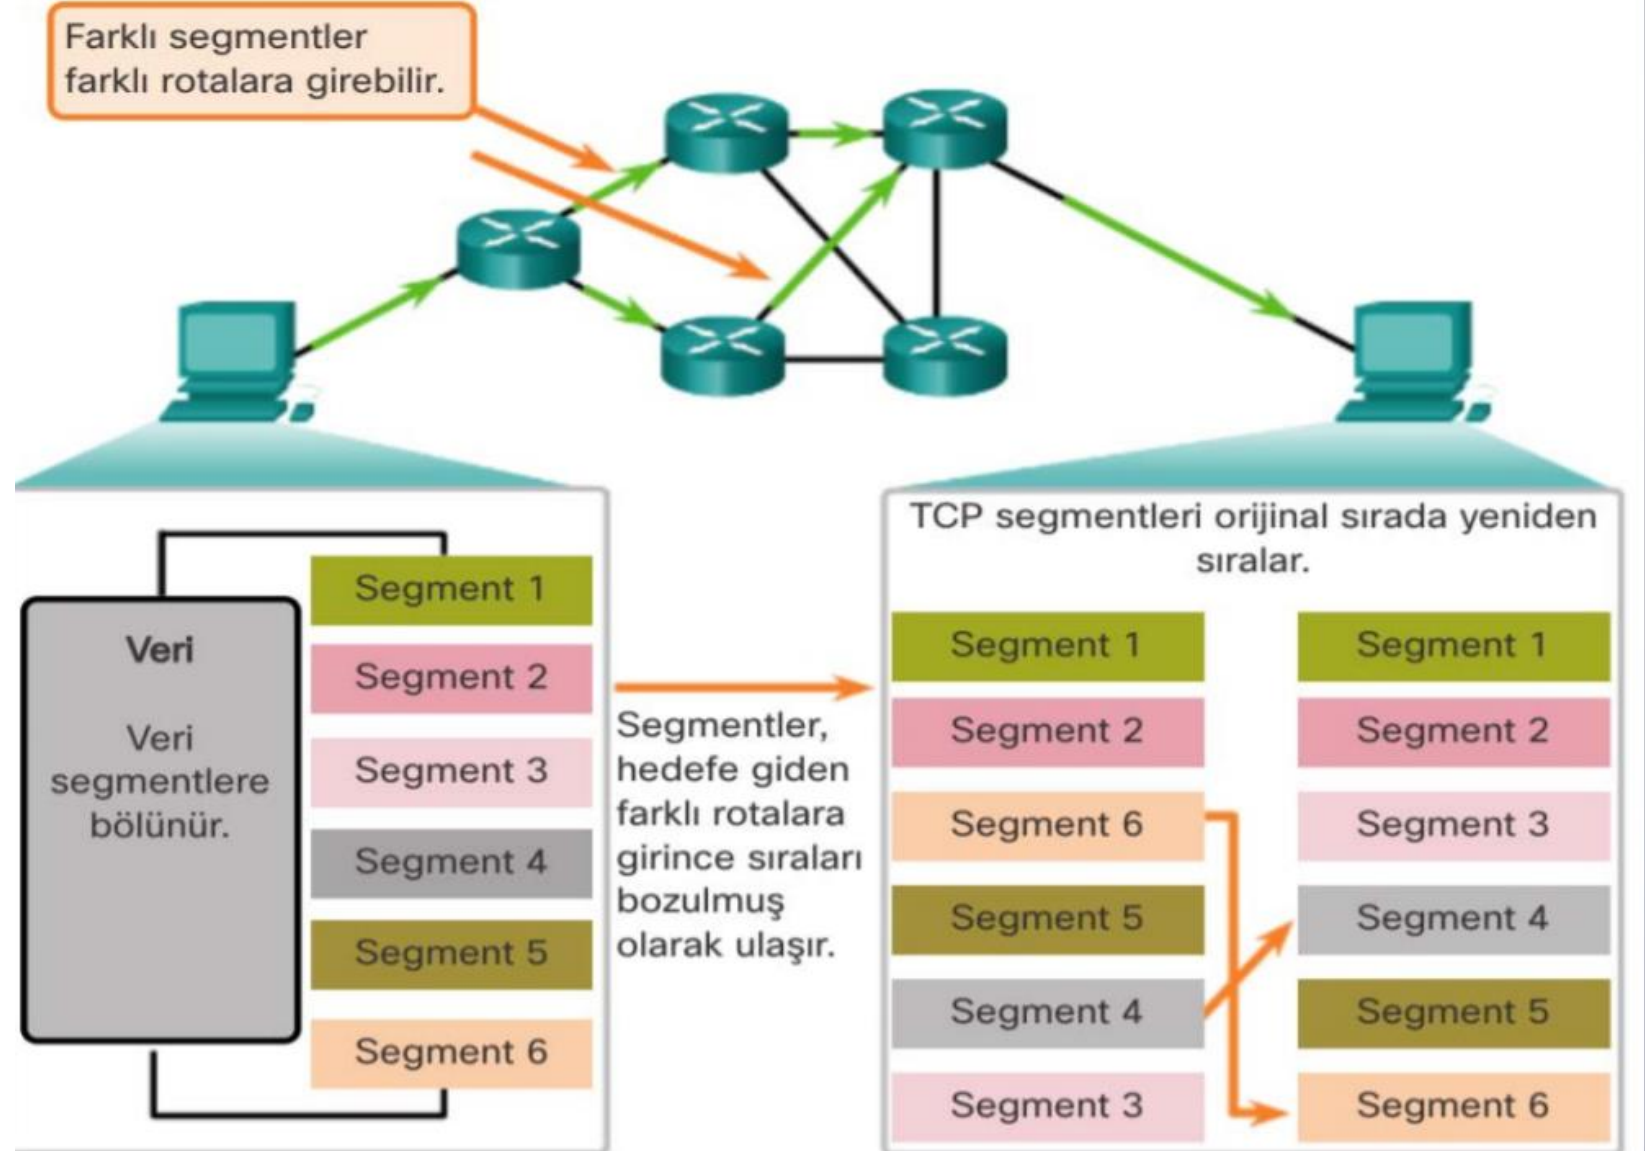 Farklı segmentler
farklı rotalara girebilir.
Veri
Veri
segmentlere
bölünür.
Segment 1
Segment 2
Segment 3
Segment 4
Segment 5
Segment 6
Segmentler,
hedefe giden
farklı rotalara
girince sıraları
bozulmuş
olarak ulaşır.
TCP segmentleri orijinal sırada yeniden
sıralar.
Segment 1
Segment 2
Segment 6
Segment 5
Segment 4
Segment 3
Segment 1
Segment 2
Segment 3
Segment 4
Segment 5
Segment 6